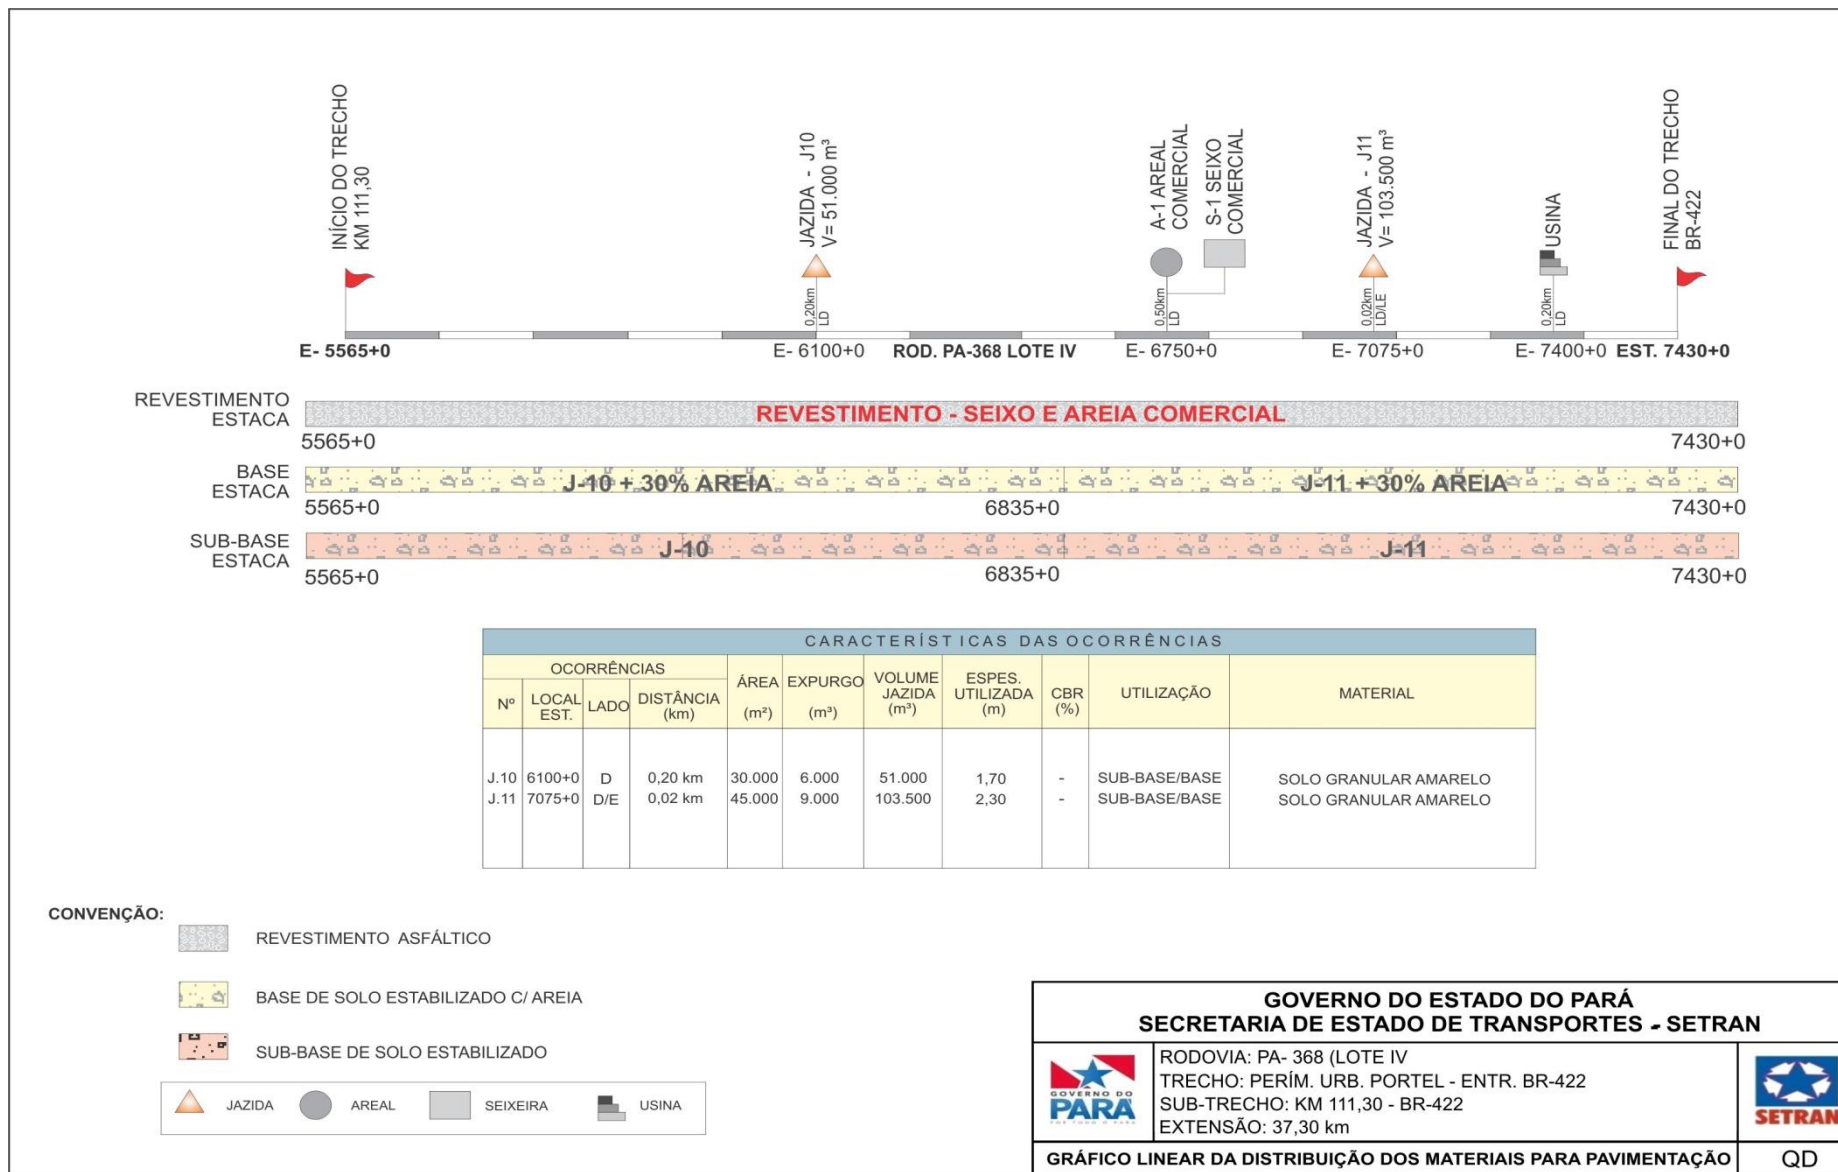 INÍCIO DO TRECHO
KM 111,30
JAZIDA - J10
V= 51.000 m³
A-1 AREAL
COMERCIAL
S-1 SEIXO
COMERCIAL
JAZIDA - J11
V= 103.500 m³
USINA
FINAL DO TRECHO
BR-422
0,20km
LD
0,50km
LD
0,02km
LD/LE
0,20km
LD
E- 5565+0
E- 6100+0
ROD. PA-368 LOTE IV
E- 6750+0
E- 7075+0
E- 7400+0
EST. 7430+0
REVESTIMENTO
ESTACA
REVESTIMENTO - SEIXO E AREIA COMERCIAL
5565+0
7430+0
BASE
ESTACA
J-10 + 30% AREIA
J-11 + 30% AREIA
5565+0
6835+0
7430+0
SUB-BASE
ESTACA
J-10
J-11
5565+0
6835+0
7430+0
CARACTERÍSTICAS DAS OCORRÊNCIAS
OCORRÊNCIAS
Nº
LOCAL
EST.
LADO
DISTÂNCIA
(km)
ÁREA
(m²)
EXPURGO
(m³)
VOLUME
JAZIDA
(m³)
ESPES.
UTILIZADA
(m)
CBR
(%)
UTILIZAÇÃO
MATERIAL
J.10 6100+0 D 0,20 km 30.000 6.000 51.000 1,70 - SUB-BASE/BASE SOLO GRANULAR AMARELO
J.11 7075+0 D/E 0,02 km 45.000 9.000 103.500 2,30 - SUB-BASE/BASE SOLO GRANULAR AMARELO
CONVENÇÃO:
REVESTIMENTO ASFÁLTICO
BASE DE SOLO ESTABILIZADO C/ AREIA
SUB-BASE DE SOLO ESTABILIZADO
JAZIDA
AREAL
SEIXEIRA
USINA
GOVERNO DO ESTADO DO PARÁ
SECRETARIA DE ESTADO DE TRANSPORTES - SETRAN
GOVERNO DO
PARÁ
POR TODO O PARÁ
RODOVIA: PA- 368 (LOTE IV
TRECHO: PERÍM. URB. PORTEL - ENTR. BR-422
SUB-TRECHO: KM 111,30 - BR-422
EXTENSÃO: 37,30 km
SETRAN
GRÁFICO LINEAR DA DISTRIBUIÇÃO DOS MATERIAIS PARA PAVIMENTAÇÃO
QD